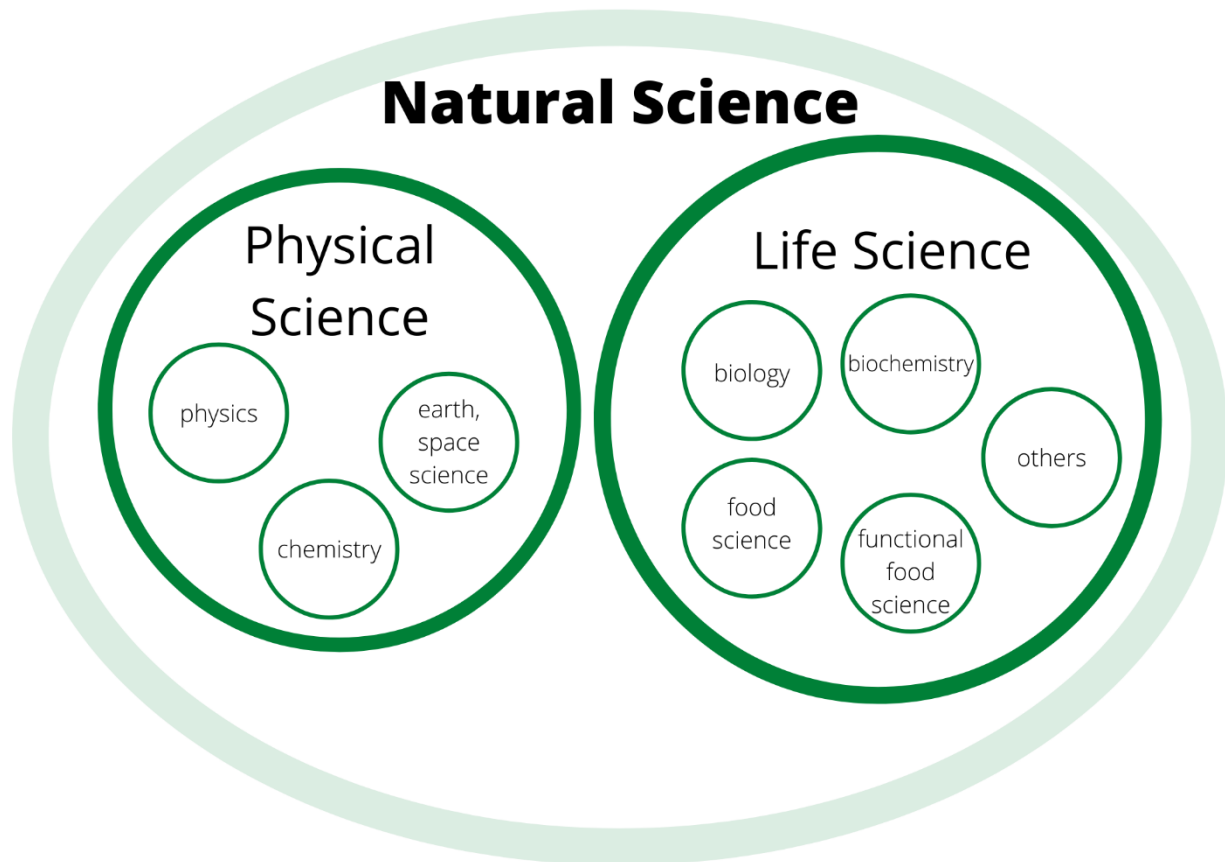 Natural Science
Physical
Science
physics
earth,
space
science
chemistry
Life Science
biology
biochemistry
others
food
science
functional
food
science